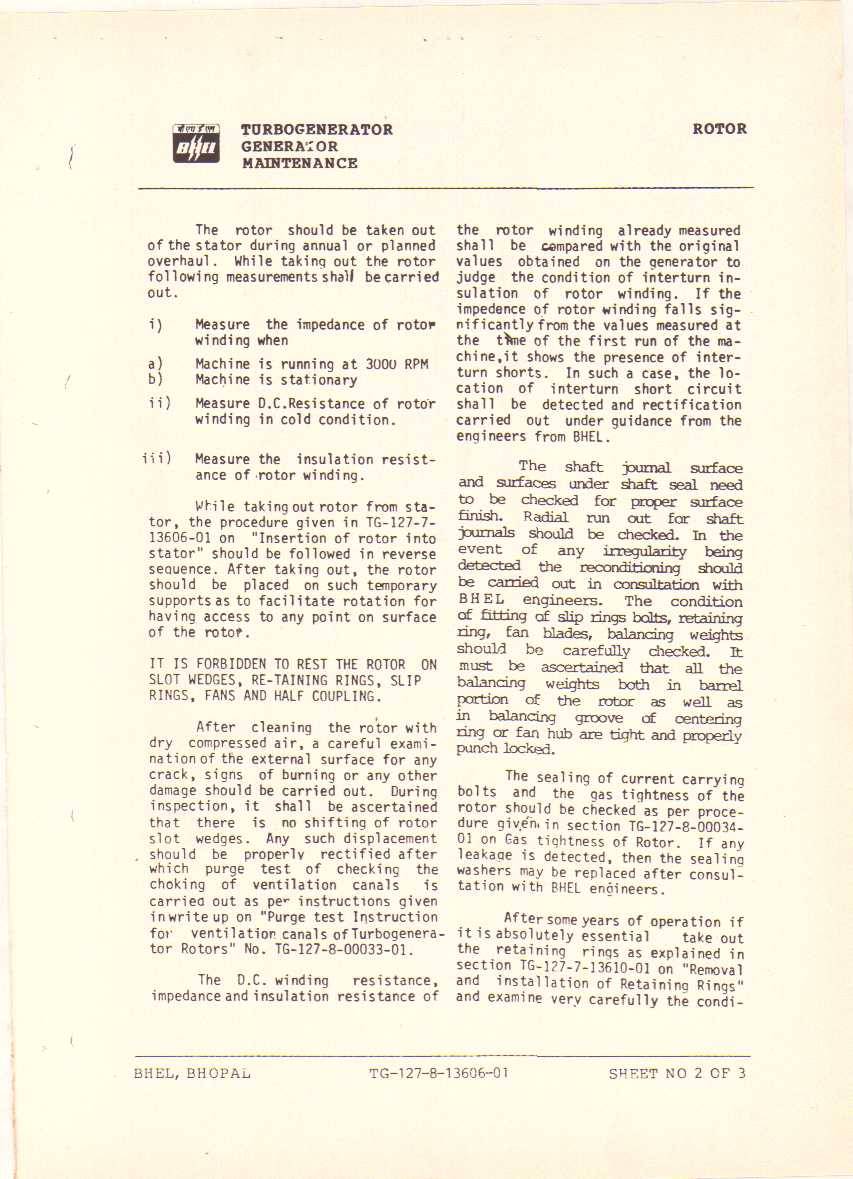 बीएचईएल
BHEL
TURBOGENERATOR
GENERATOR
MAINTENANCE
ROTOR
The rotor should be taken out
of the stator during annual or planned
overhaul. While taking out the rotor
following measurements shall be carried
out.
i) Measure the impedance of rotor
winding when
a) Machine is running at 3000 RPM
b) Machine is stationary
ii) Measure D.C.Resistance of rotor
winding in cold condition.
iii) Measure the insulation resist-
ance of rotor winding.
While taking out rotor from sta-
tor, the procedure given in TG-127-7-
13606-01 on "Insertion of rotor into
stator" should be followed in reverse
sequence. After taking out, the rotor
should be placed on such temporary
supports as to facilitate rotation for
having access to any point on surface
of the rotor.
IT IS FORBIDDEN TO REST THE ROTOR ON
SLOT WEDGES, RE-TAINING RINGS, SLIP
RINGS, FANS AND HALF COUPLING.
After cleaning the rotor with
dry compressed air, a careful exami-
nation of the external surface for any
crack, signs of burning or any other
damage should be carried out. During
inspection, it shall be ascertained
that there is no shifting of rotor
slot wedges. Any such displacement
should be properly rectified after
which purge test of checking the
choking of ventilation canals is
carried out as per instructions given
in write up on "Purge test Instruction
for ventilation canals of Turbogenera-
tor Rotors" No. TG-127-8-00033-01.
The D.C. winding resistance,
impedance and insulation resistance of
the rotor winding already measured
shall be compared with the original
values obtained on the generator to
judge the condition of interturn in-
sulation of rotor winding. If the
impedence of rotor winding falls sig-
nificantly from the values measured at
the time of the first run of the ma-
chine,it shows the presence of inter-
turn shorts. In such a case, the lo-
cation of interturn short circuit
shall be detected and rectification
carried out under guidance from the
engineers from BHEL.
The shaft journal surface
and surfaces under shaft seal need
to be checked for proper surface
finish. Radial run out for shaft
journals should be checked. In the
event of any irregularity being
detected the reconditioning should
be carried out in consultation with
BHEL engineers. The condition
of fitting of slip rings bolts, retaining
ring, fan blades, balancing weights
should be carefully checked. It
must be ascertained that all the
balancing weights both in barrel
portion of the rotor as well as
in balancing groove of centering
ring or fan hub are tight and properly
punch locked.
The sealing of current carrying
bolts and the gas tightness of the
rotor should be checked as per proce-
dure given in section TG-127-8-00034-
01 on Gas tightness of Rotor. If any
leakage is detected, then the sealing
washers may be replaced after consul-
tation with BHEL engineers.
After some years of operation if
it is absolutely essential take out
the retaining rings as explained in
section TG-127-7-13610-01 on "Removal
and installation of Retaining Rings"
and examine very carefully the condi-
BHEL, BHOPAL
TG-127-8-13606-01
SHEET NO 2 OF 3